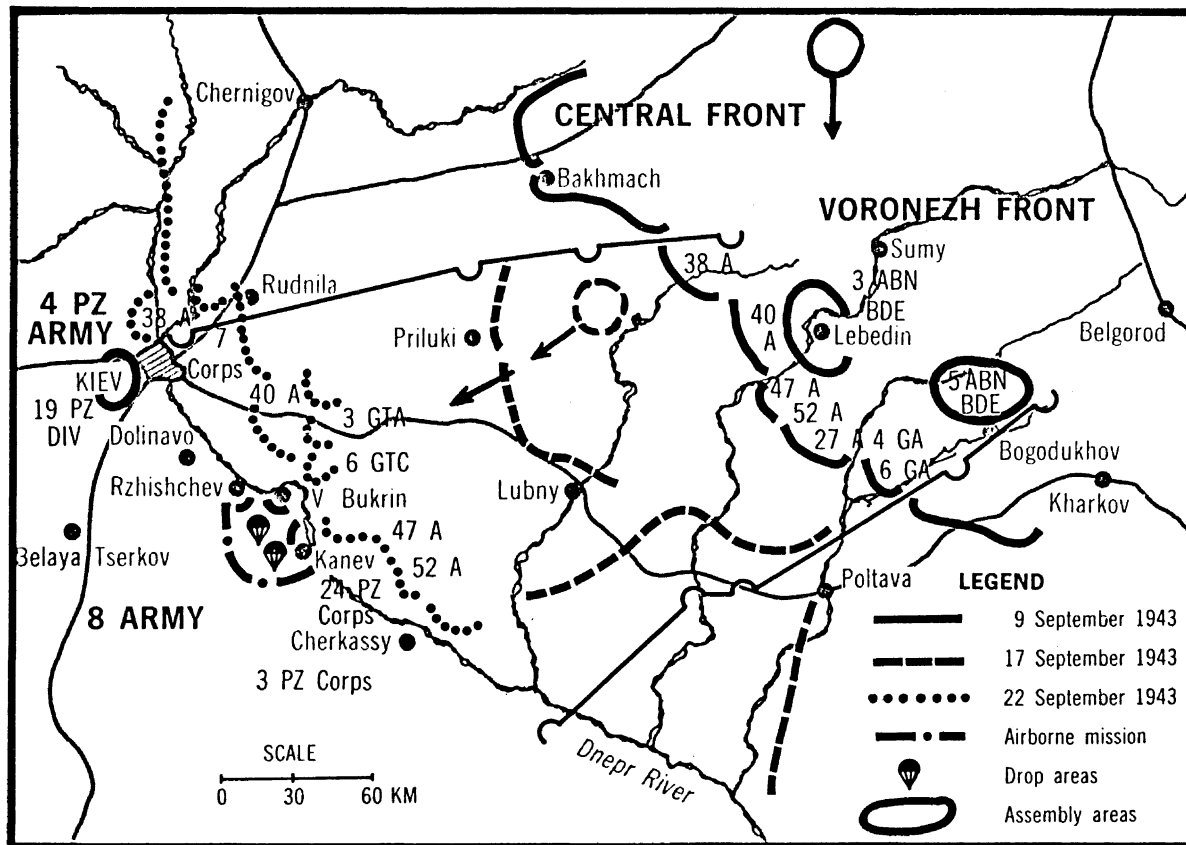 Chernigov
CENTRAL FRONT
Bakhmach
VORONEZH FRONT
Sumy
38 A
3 ABN
BDE
40
A
Lebedin
Belgorod
4 PZ
ARMY
Rudnila
38 A
7
Corps
Priluki
KIEV
19 PZ
DIV
40 A
3 GTA
47 A
52 A
27 A
4 GA
6 GA
5 ABN
BDE
Bogodukhov
Dolinavo
6 GTC
Rzhishchev
V
Bukrin
Lubny
Kharkov
Belaya Tserkov
47 A
Kanev
52 A
24 PZ
Corps
8 ARMY
Cherkassy
3 PZ Corps
Poltava
Dnepr River
SCALE
0 30 60 KM
LEGEND
9 September 1943
17 September 1943
22 September 1943
Airborne mission
Drop areas
Assembly areas